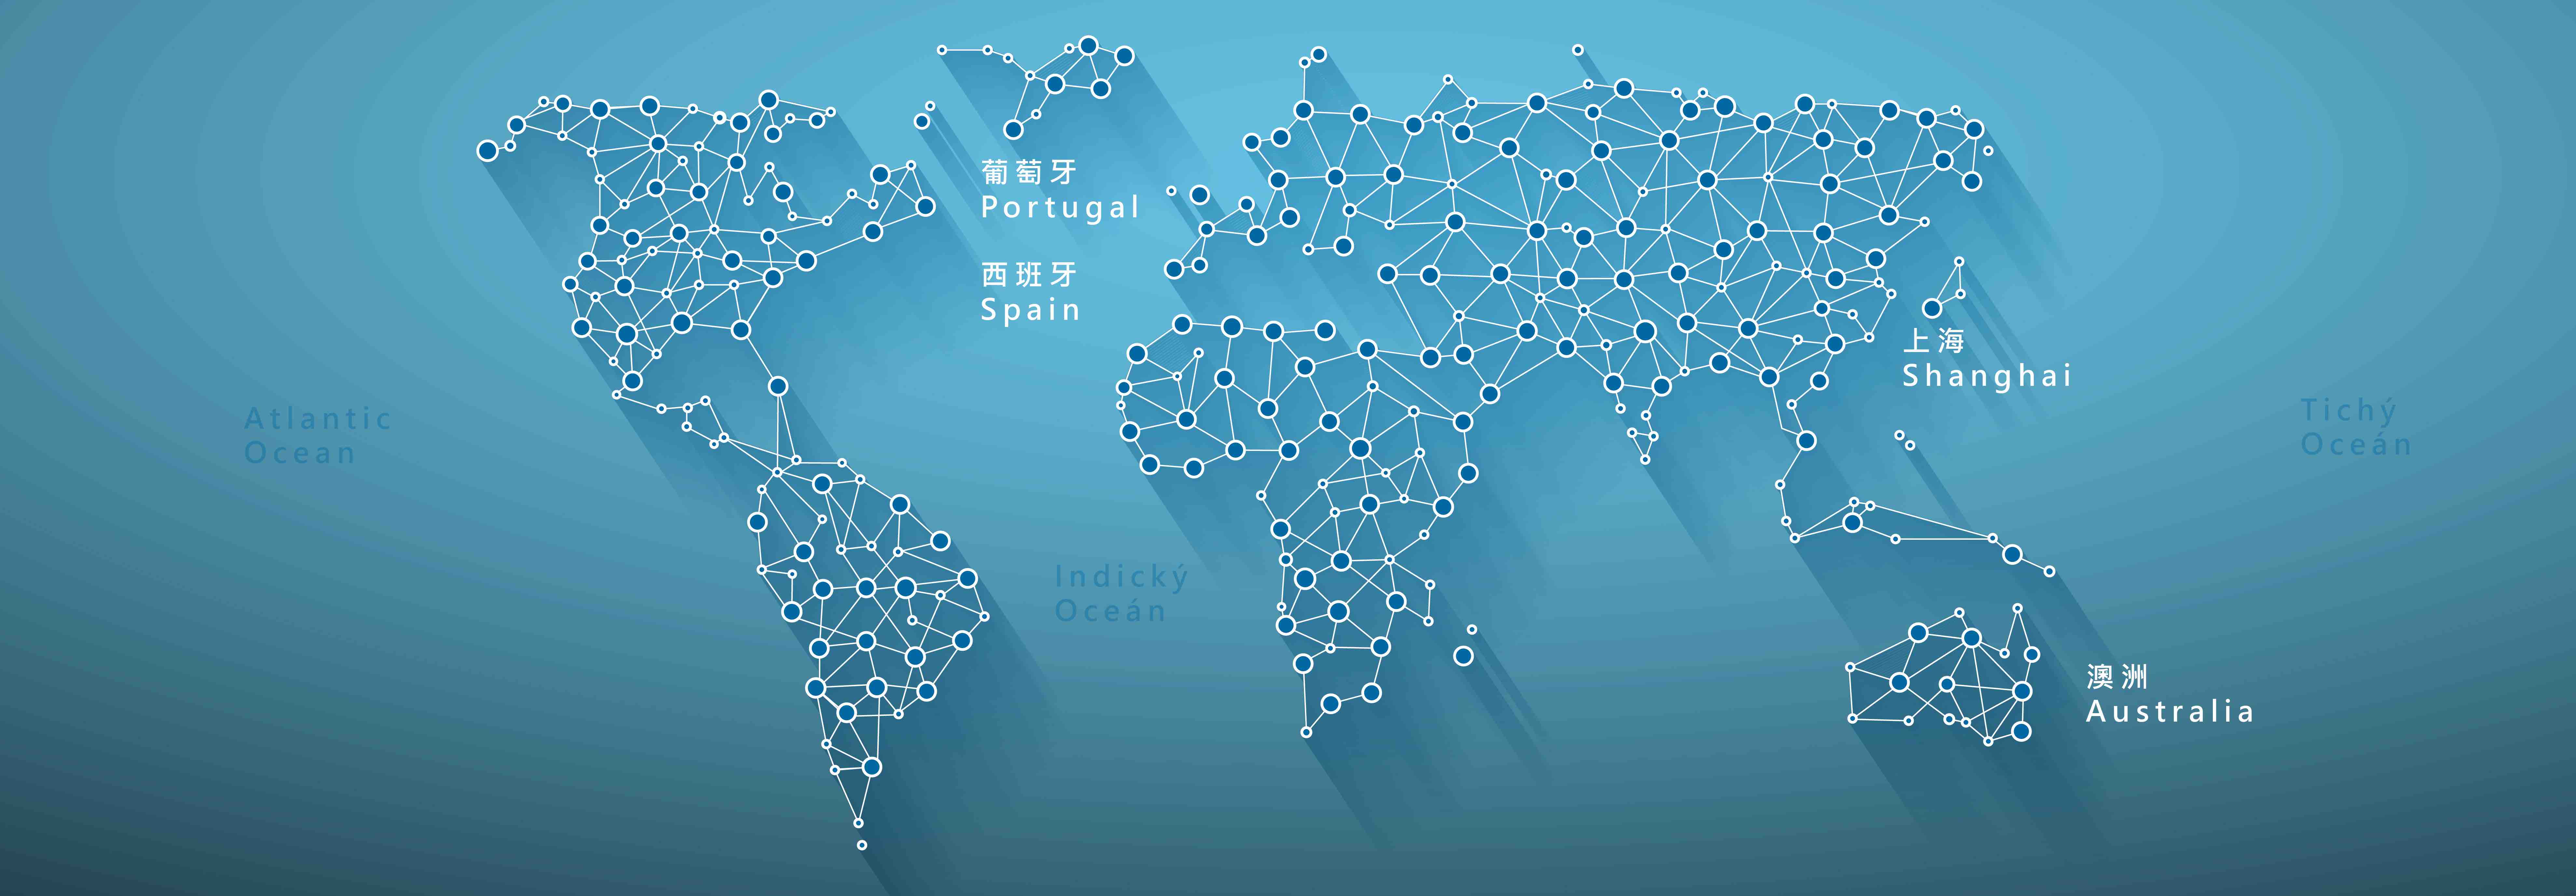 葡萄牙
Portugal
西班牙
Spain
上海
Shanghai
Atlantic
Ocean
Tichý
Oceán
Indický
Oceán
澳洲
Australia